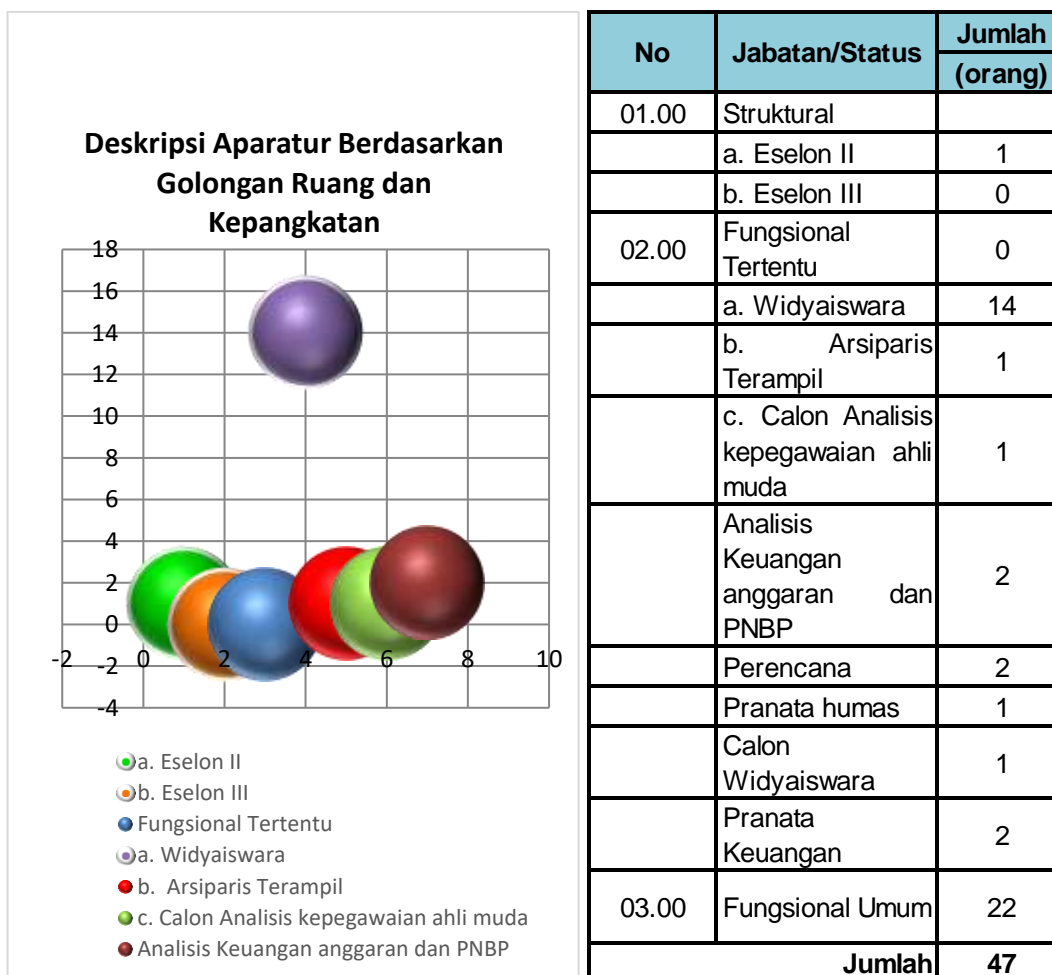 Deskripsi Aparatur Berdasarkan
Golongan Ruang dan
Kepangkatan
18
16
14
12
10
8
6
4
2
0
-2
-4
-2 0 2 4 6 8 10
a. Eselon II
b. Eselon III
Fungsional Tertentu
a. Widyaiswara
b. Arsiparis Terampil
c. Calon Analisis kepegawaian ahli muda
Analisis Keuangan anggaran dan PNBP
No Jabatan/Status Jumlah
(orang)
01.00 Struktural
a. Eselon II 1
b. Eselon III 0
02.00 Fungsional
Tertentu 0
a. Widyaiswara 14
b. Arsiparis
Terampil 1
c. Calon Analisis
kepegawaian ahli
muda 1
Analisis
Keuangan
anggaran dan
PNBP 2
Perencana 2
Pranata humas 1
Calon
Widyaiswara 1
Pranata
Keuangan 2
03.00 Fungsional Umum 22
Jumlah 47